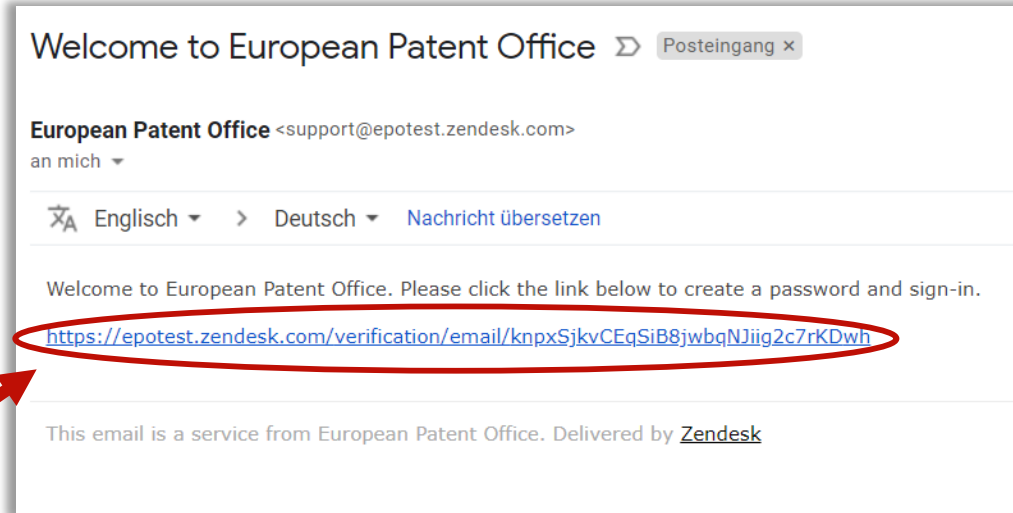 Welcome to European Patent Office Posteingang ×
European Patent Office <support@epotest.zendesk.com>
an mich
Englisch > Deutsch Nachricht übersetzen
Welcome to European Patent Office. Please click the link below to create a password and sign-in.
https://epotest.zendesk.com/verification/email/knpxSjkvCEqSiB8jwbqNJiig2c7rKDwh
This email is a service from European Patent Office. Delivered by Zendesk